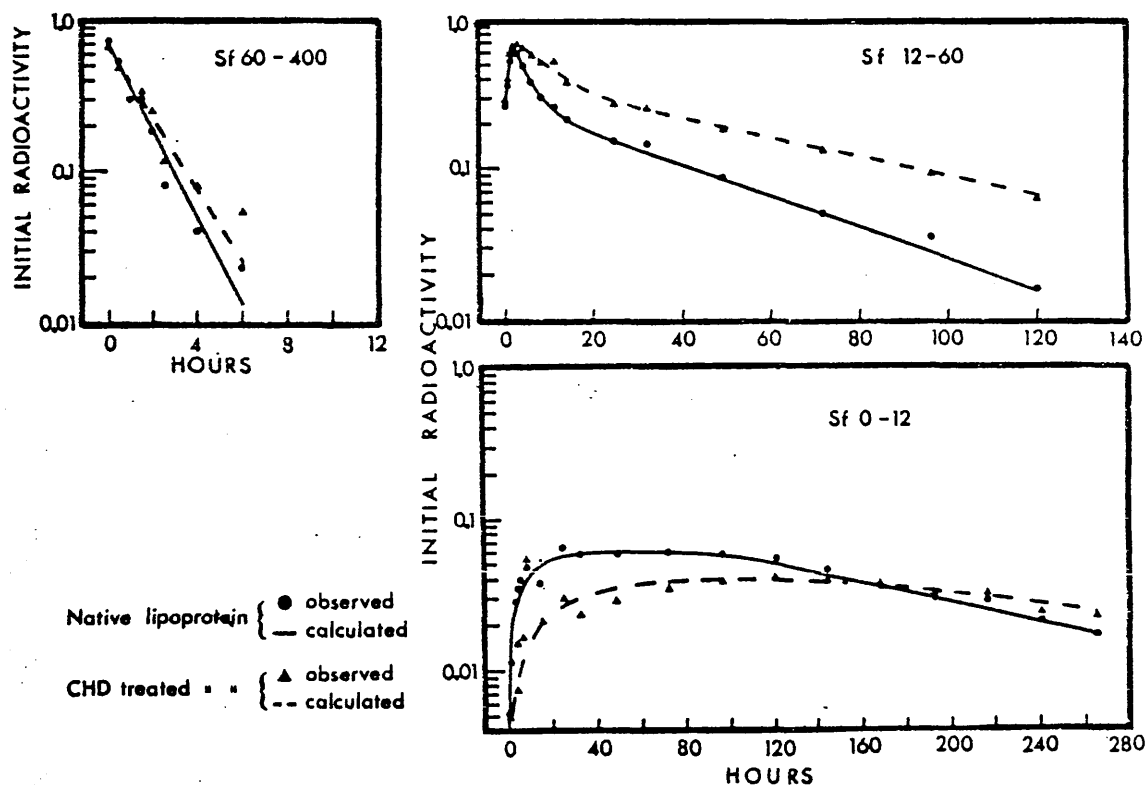 INITIAL RADIOACTIVITY
1.0
0.1
0.01
Sf 60-400
0 4 8 12
HOURS
1.0
0.1
0.01
Sf 12-60
0 20 40 60 80 100 120 140
INITIAL RADIOACTIVITY
1.0
0.1
0.01
Sf 0-12
0 40 80 120 160 200 240 280
HOURS
Native lipoprotein { ● observed
— calculated
CHD treated " " { ▲ observed
-- calculated